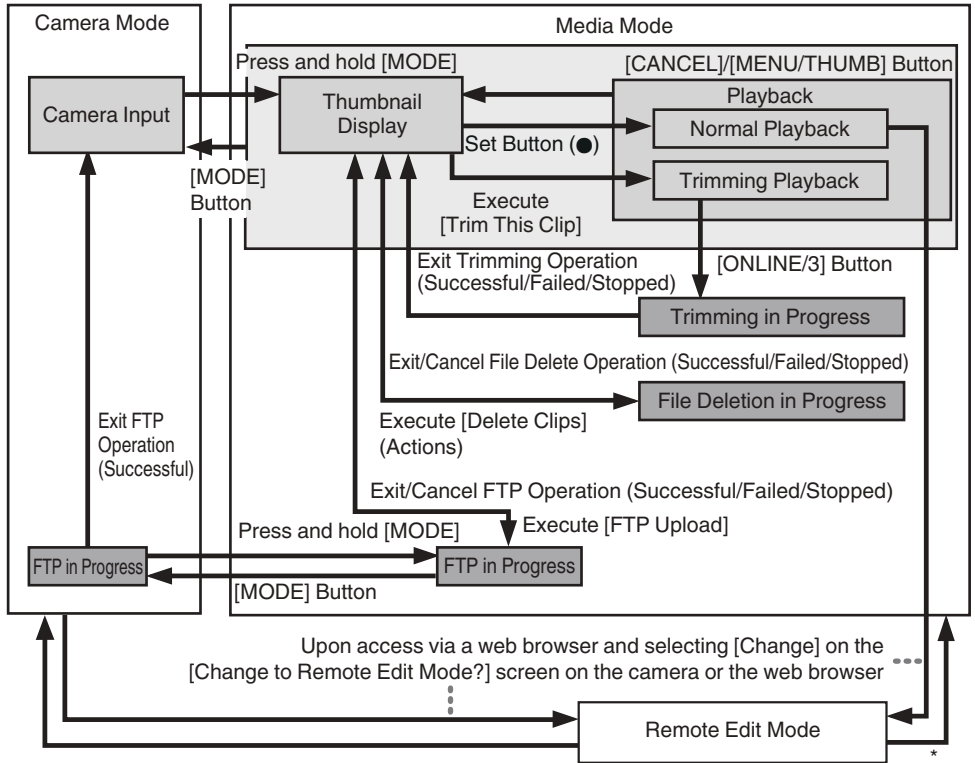 Camera Mode
Media Mode
Press and hold [MODE]
[CANCEL]/[MENU/THUMB] Button
Camera Input
Thumbnail
Display
Playback
Normal Playback
Set Button (●)
Trimming Playback
[MODE]
Button
Execute
[Trim This Clip]
Exit Trimming Operation
(Successful/Failed/Stopped)
[ONLINE/3] Button
Trimming in Progress
Exit/Cancel File Delete Operation (Successful/Failed/Stopped)
File Deletion in Progress
Execute [Delete Clips]
(Actions)
Exit FTP
Operation
(Successful)
Exit/Cancel FTP Operation (Successful/Failed/Stopped)
Execute [FTP Upload]
Press and hold [MODE]
FTP in Progress
FTP in Progress
[MODE] Button
Upon access via a web browser and selecting [Change] on the
[Change to Remote Edit Mode?] screen on the camera or the web browser
Remote Edit Mode
*